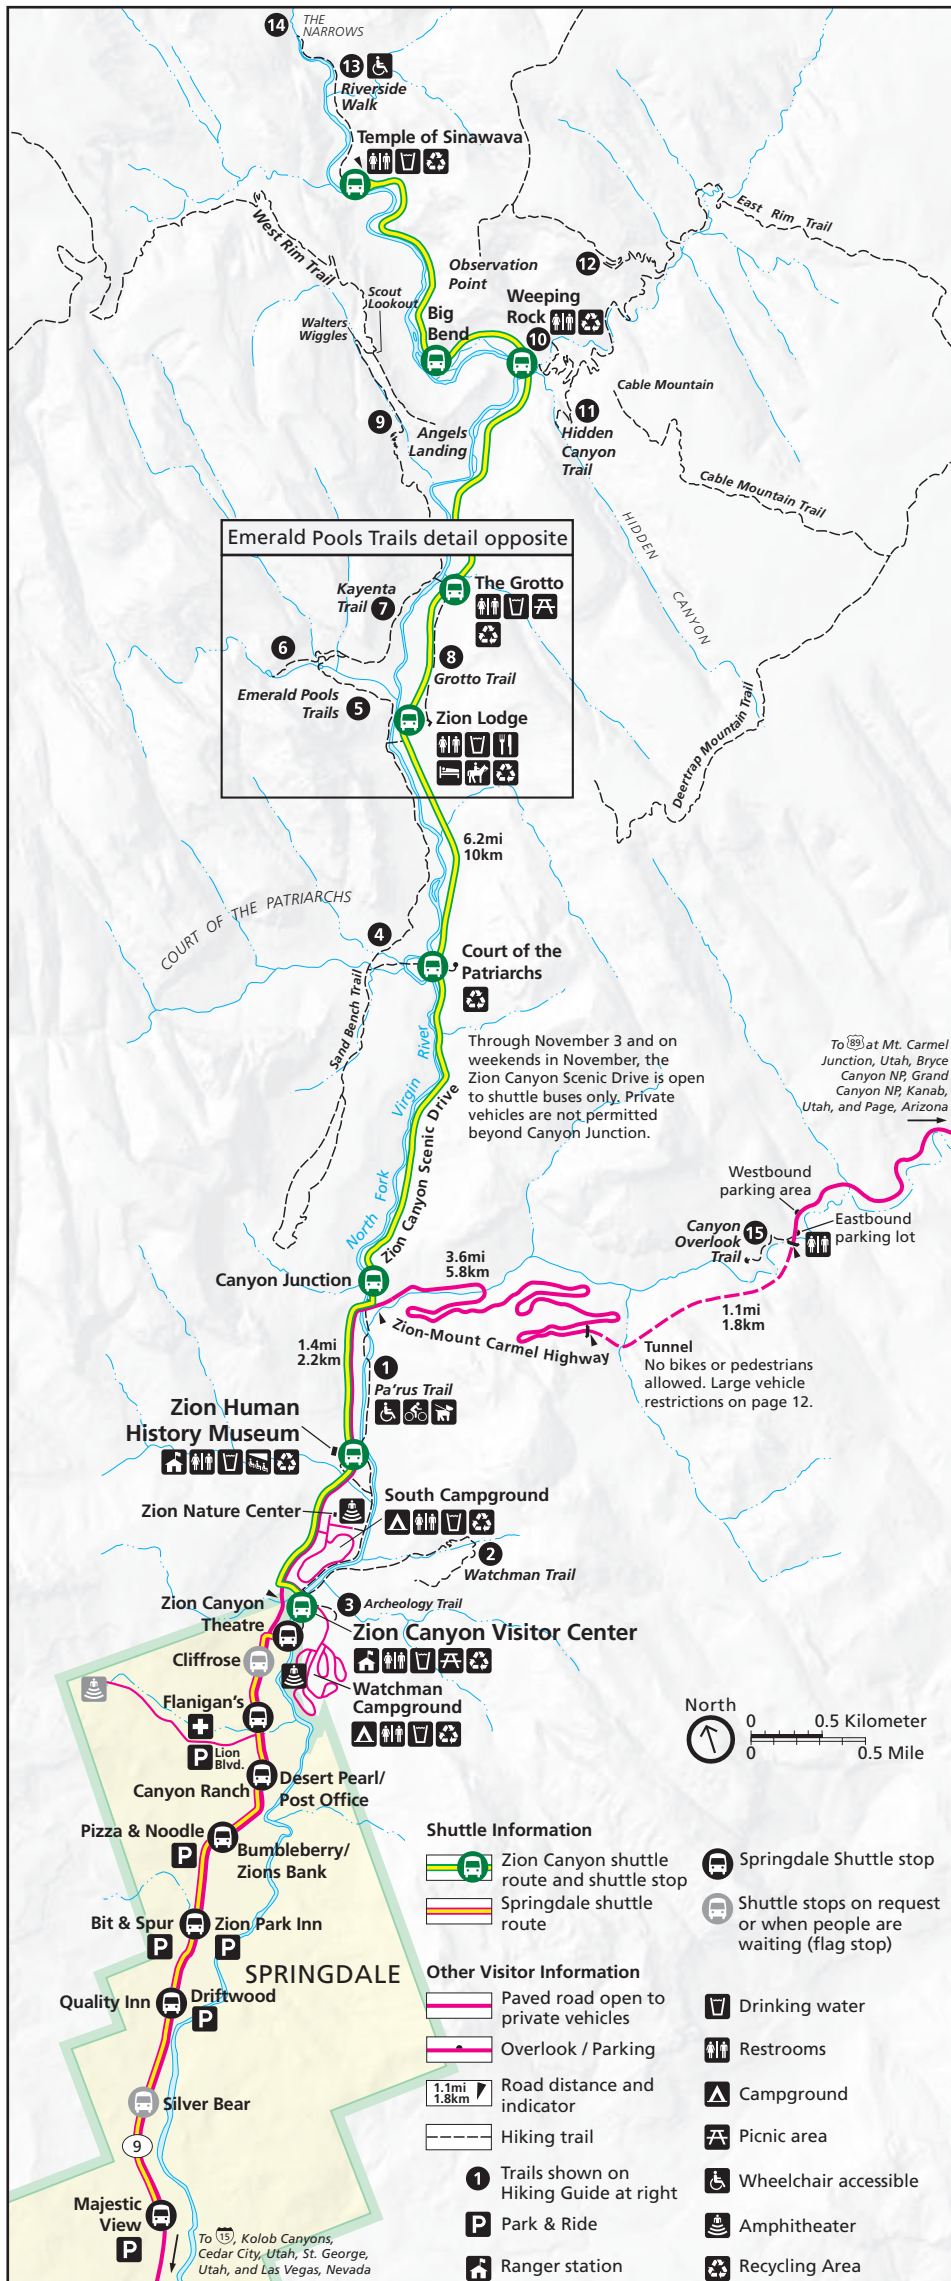 14
THE
NARROWS
13
Riverside
Walk
Temple of Sinawava
East Rim Trail
West Rim Trail
12
Observation
Point
Scout
Lookout
Walters
Wiggles
Big
Bend
Weeping
Rock
10
Cable Mountain
11
Hidden
Canyon
Trail
9
Angels
Landing
Cable Mountain Trail
HIDDEN
CANYON
Emerald Pools Trails detail opposite
The Grotto
Kayenta
Trail
7
6
8
Grotto Trail
Emerald Pools
Trails
5
Zion Lodge
Deertrap Mountain Trail
6.2mi
10km
COURT OF THE PATRIARCHS
4
Court of the
Patriarchs
Sand Bench Trail
North Fork Virgin River
Zion Canyon Scenic Drive
Through November 3 and on
weekends in November, the
Zion Canyon Scenic Drive is open
to shuttle buses only. Private
vehicles are not permitted
beyond Canyon Junction.
To 89 at Mt. Carmel
Junction, Utah, Bryce
Canyon NP, Grand
Canyon NP, Kanab,
Utah, and Page, Arizona
Westbound
parking area
Canyon
Overlook
Trail
15
Eastbound
parking lot
Canyon Junction
3.6mi
5.8km
1.1mi
1.8km
Zion-Mount Carmel Highway
Tunnel
No bikes or pedestrians
allowed. Large vehicle
restrictions on page 12.
1.4mi
2.2km
1
Pa'rus Trail
Zion Human
History Museum
Zion Nature Center
South Campground
2
Watchman Trail
Zion Canyon
Theatre
3
Archeology Trail
Zion Canyon Visitor Center
Cliffrose
Watchman
Campground
Flanigan's
P
Lion
Blvd.
Canyon Ranch
Desert Pearl/
Post Office
Pizza & Noodle
P
Bumbleberry/
Zions Bank
Bit & Spur
P
Zion Park Inn
P
SPRINGDALE
Quality Inn
Driftwood
P
Silver Bear
9
Majestic
View
P
To 15, Kolob Canyons,
Cedar City, Utah, St. George,
Utah, and Las Vegas, Nevada
North
0 0.5 Kilometer
0 0.5 Mile
Shuttle Information
Zion Canyon shuttle
route and shuttle stop
Springdale shuttle
route
Springdale Shuttle stop
Shuttle stops on request
or when people are
waiting (flag stop)
Other Visitor Information
Paved road open to
private vehicles
Overlook / Parking
1.1mi
1.8km
Road distance and
indicator
Hiking trail
1
Trails shown on
Hiking Guide at right
P
Park & Ride
Ranger station
Drinking water
Restrooms
Campground
Picnic area
Wheelchair accessible
Amphitheater
Recycling Area